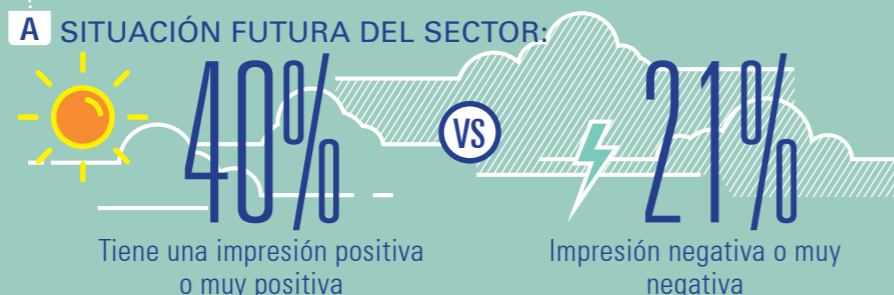 A SITUACIÓN FUTURA DEL SECTOR:
40% VS 21%
Tiene una impresión positiva
o muy positiva
Impresión negativa o muy
negativa